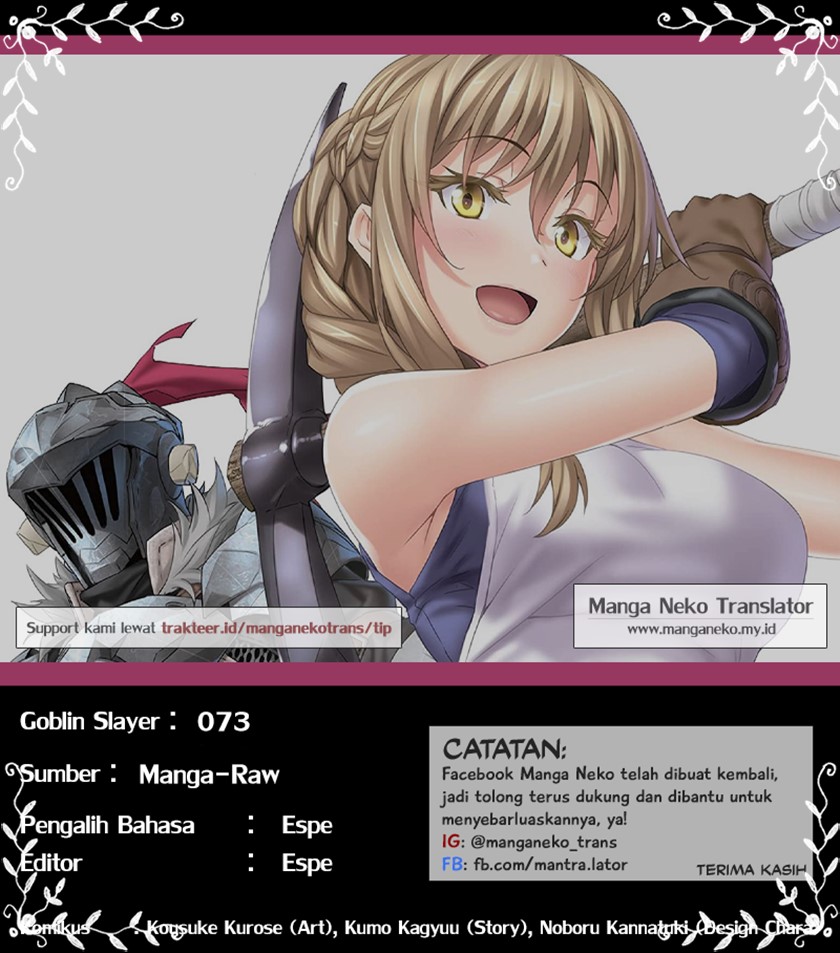 Support kami lewat trakteer.id/manganekotrans/tip
Manga Neko Translator
www.manganeko.my.id
Goblin Slayer : 073
Sumber : Manga-Raw
Pengalih Bahasa : Espe
Editor : Espe
CATATAN:
Facebook Manga Neko telah dibuat kembali,
jadi tolong terus dukung dan dibantu untuk
menyebarluaskannya, ya!
IG: @manganeko_trans
FB: fb.com/mantra.lator
TERIMA KASIH
Komikus : Kousuke Kurose (Art), Kumo Kagyuu (Story), Noboru Kannatuki (Design Chara